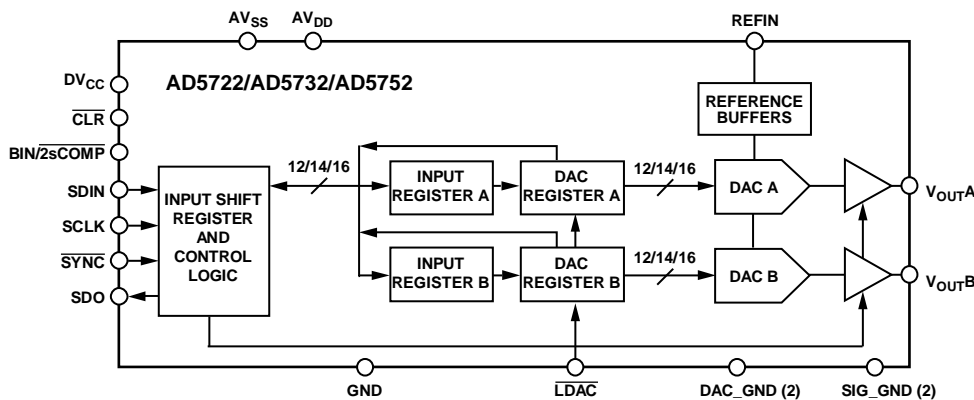 AVSS
AVDD
REFIN
DVCC
AD5722/AD5732/AD5752
CLR
REFERENCE
BUFFERS
BIN/2sCOMP
12/14/16
INPUT
REGISTER A
DAC
REGISTER A
12/14/16
DAC A
SDIN
VOUTA
INPUT SHIFT
REGISTER
AND
CONTROL
LOGIC
SCLK
SYNC
SDO
INPUT
REGISTER B
DAC
REGISTER B
12/14/16
DAC B
VOUTB
GND
LDAC
DAC_GND (2)
SIG_GND (2)